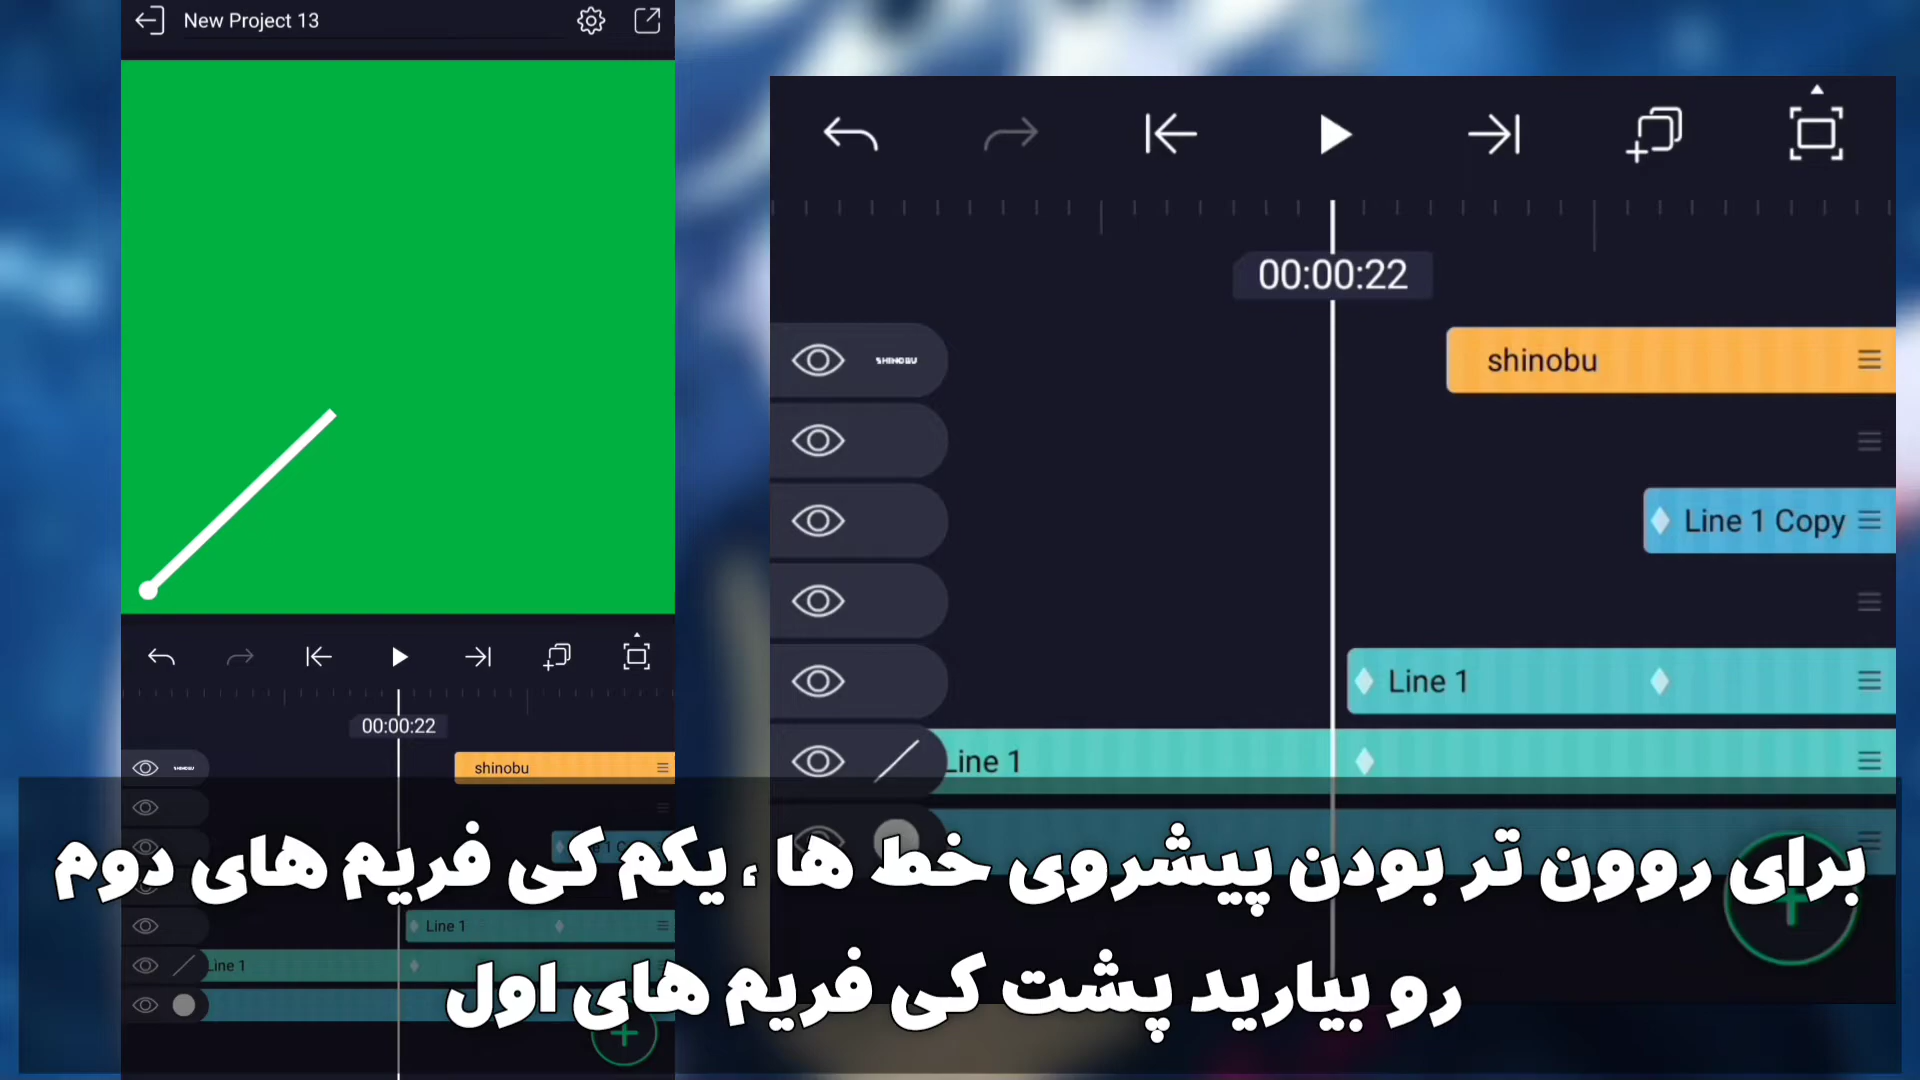 New Project 13
00:00:22
shinobu
Line 1
Line 1
00:00:22
SHINOBU
shinobu
Line 1 Copy
Line 1
Line 1
برای روون تر بودن پیشروی خط ها ، یکم کی فریم های دوم
رو بیارید پشت کی فریم های اول